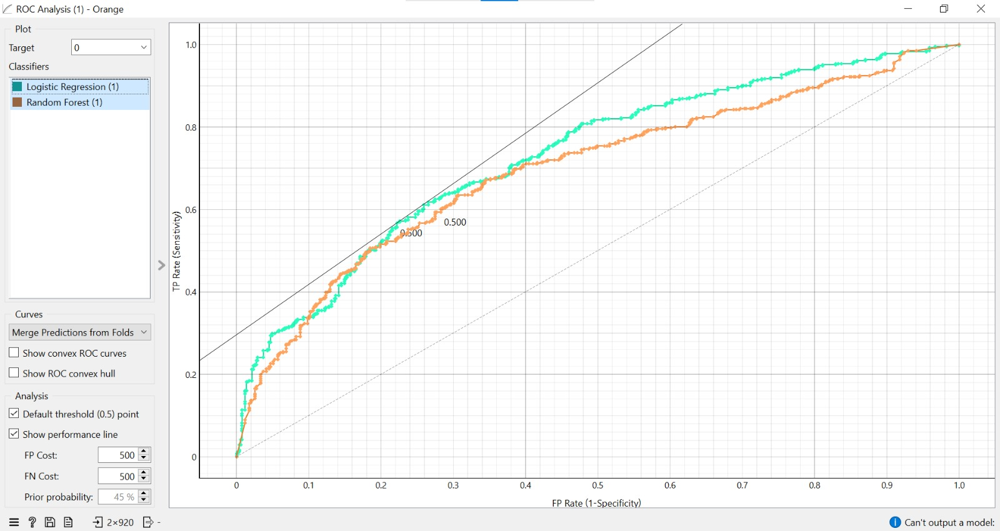 ROC Analysis (1) - Orange
Plot
Target 0
Classifiers
Logistic Regression (1)
Random Forest (1)
Curves
Merge Predictions from Folds
Show convex ROC curves
Show ROC convex hull
Analysis
Default threshold (0.5) point
Show performance line
FP Cost: 500
FN Cost: 500
Prior probability: 45 %
2×920 -
TP Rate (Sensitivity)
1.0
0.8
0.6
0.4
0.2
0
0.500
0.500
0 0.1 0.2 0.3 0.4 0.5 0.6 0.7 0.8 0.9 1.0
FP Rate (1-Specificity)
Can't output a model: